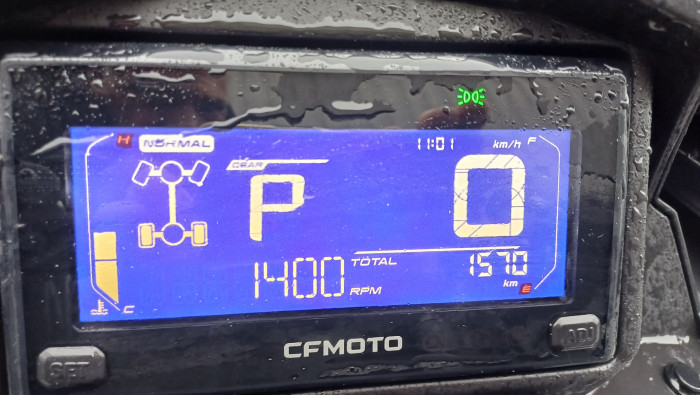 H NORMAL 11:01 km/h F
GEAR
P 0
1400 RPM TOTAL 1570 km E
C
CFMOTO
SET ADJ